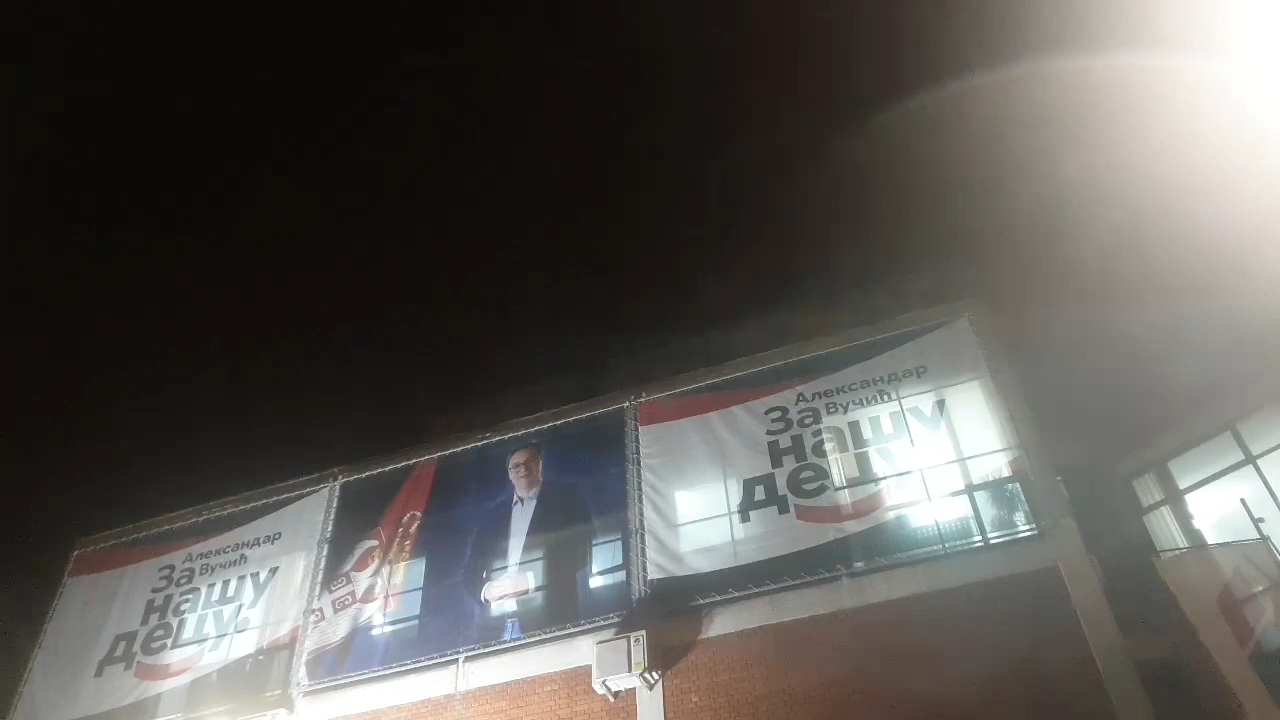 Александар
За Вучић
нашу
децу.
Александар
За Вучић
нашу
децу